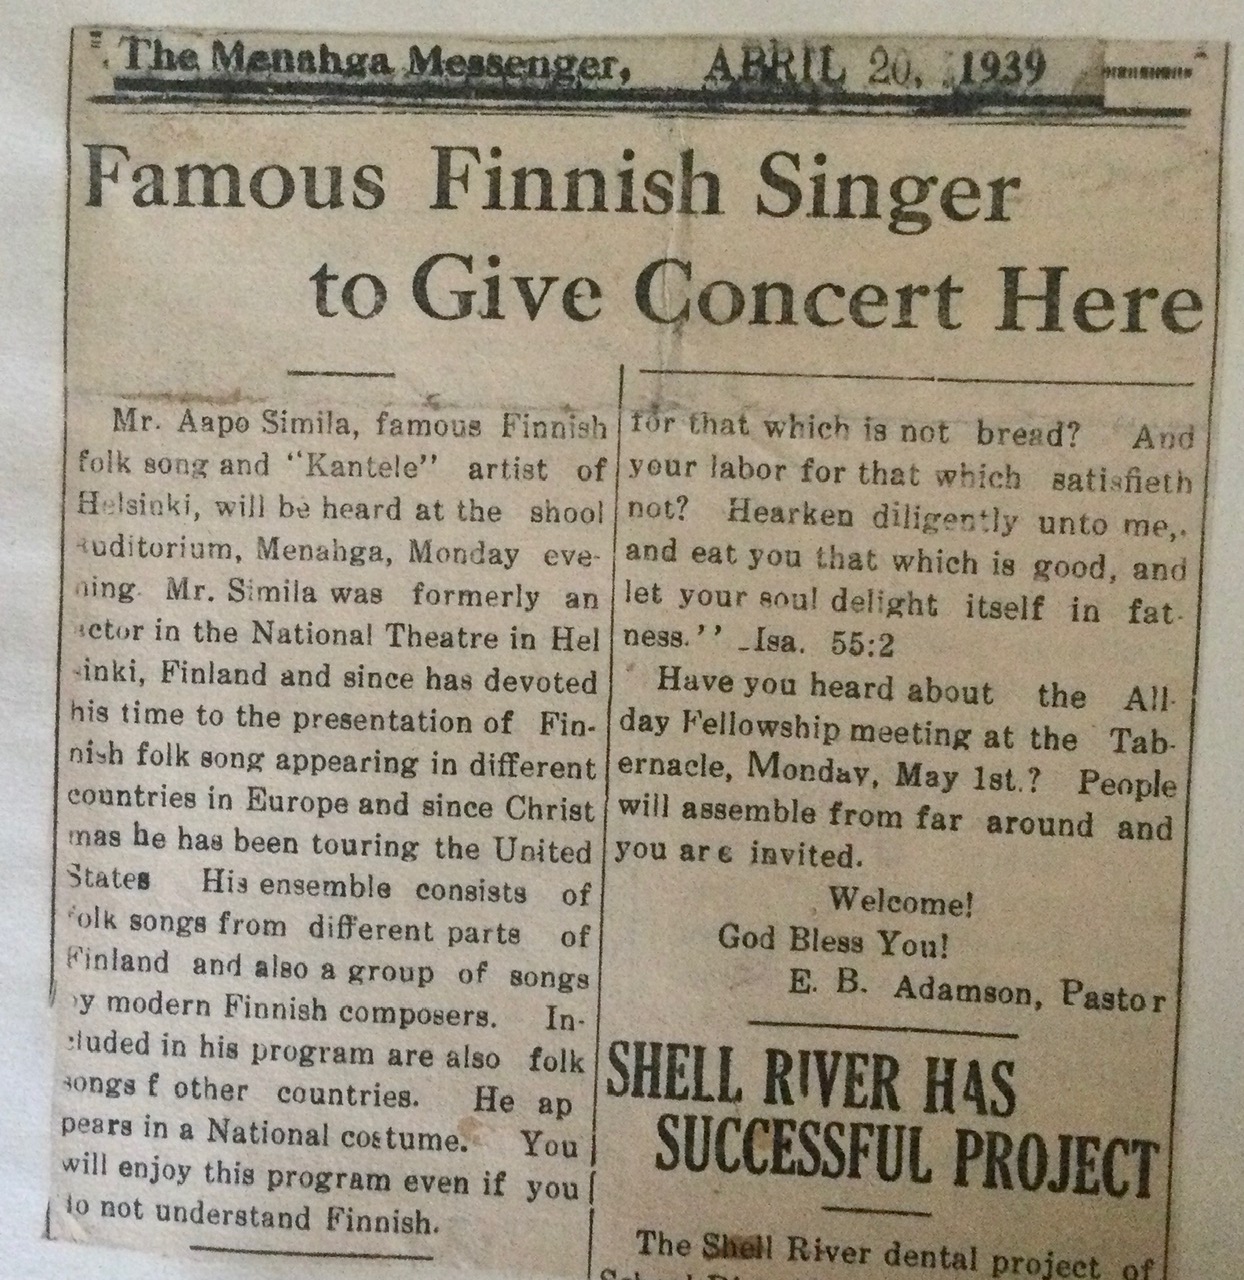 The Menahga Messenger, APRIL 20, 1939
Famous Finnish Singer
to Give Concert Here
Mr. Aapo Simila, famous Finnish
folk song and "Kantele" artist of
Helsinki, will be heard at the shool
auditorium, Menahga, Monday eve-
ning. Mr. Simila was formerly an
actor in the National Theatre in Hel
sinki, Finland and since has devoted
his time to the presentation of Fin-
nish folk song appearing in different
countries in Europe and since Christ
mas he has been touring the United
States His ensemble consists of
folk songs from different parts of
Finland and also a group of songs
by modern Finnish composers. In-
cluded in his program are also folk
songs f other countries. He ap
pears in a National costume. You
will enjoy this program even if you
do not understand Finnish.
for that which is not bread? And
your labor for that which satisfieth
not? Hearken diligently unto me,.
and eat you that which is good, and
let your soul delight itself in fat-
ness.'' _Isa. 55:2
Have you heard about the All-
day Fellowship meeting at the Tab-
ernacle, Monday, May 1st.? People
will assemble from far around and
you are invited.
Welcome!
God Bless You!
E. B. Adamson, Pastor
SHELL RIVER HAS
SUCCESSFUL PROJECT
The Shell River dental project of